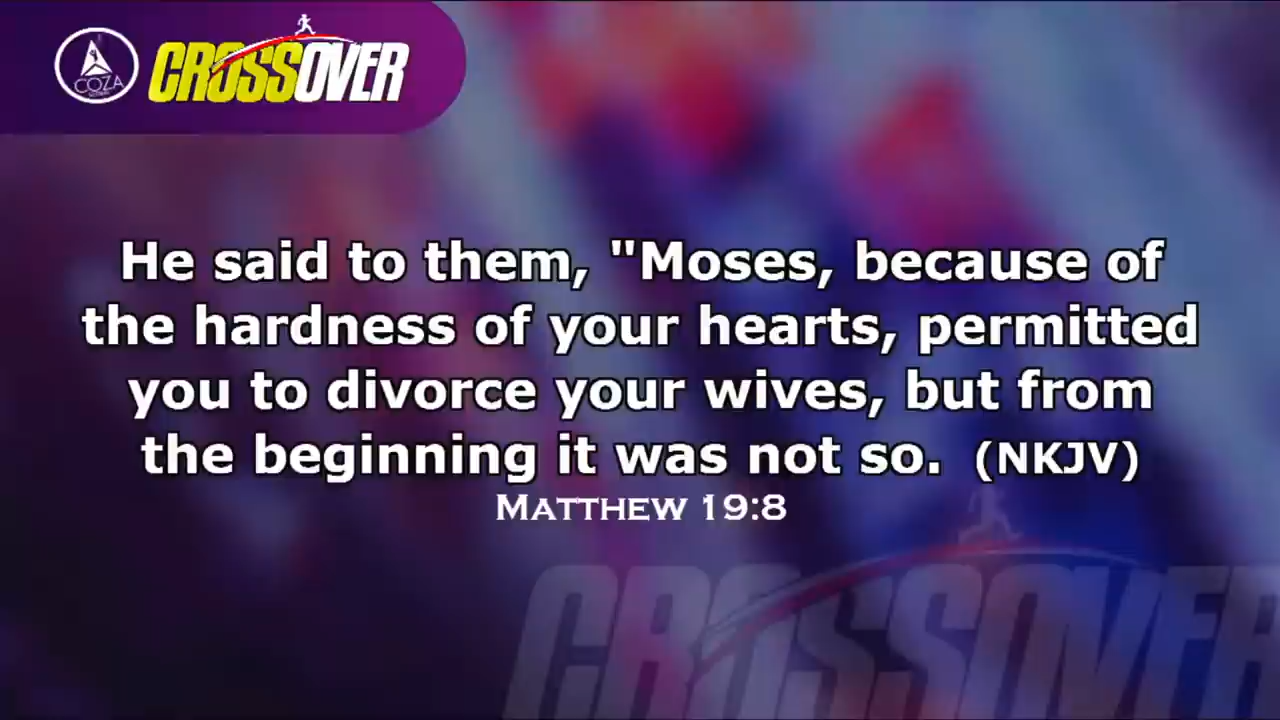 COZA
CROSSOVER
He said to them, "Moses, because of
the hardness of your hearts, permitted
you to divorce your wives, but from
the beginning it was not so. (NKJV)
MATTHEW 19:8
CROSSOVER